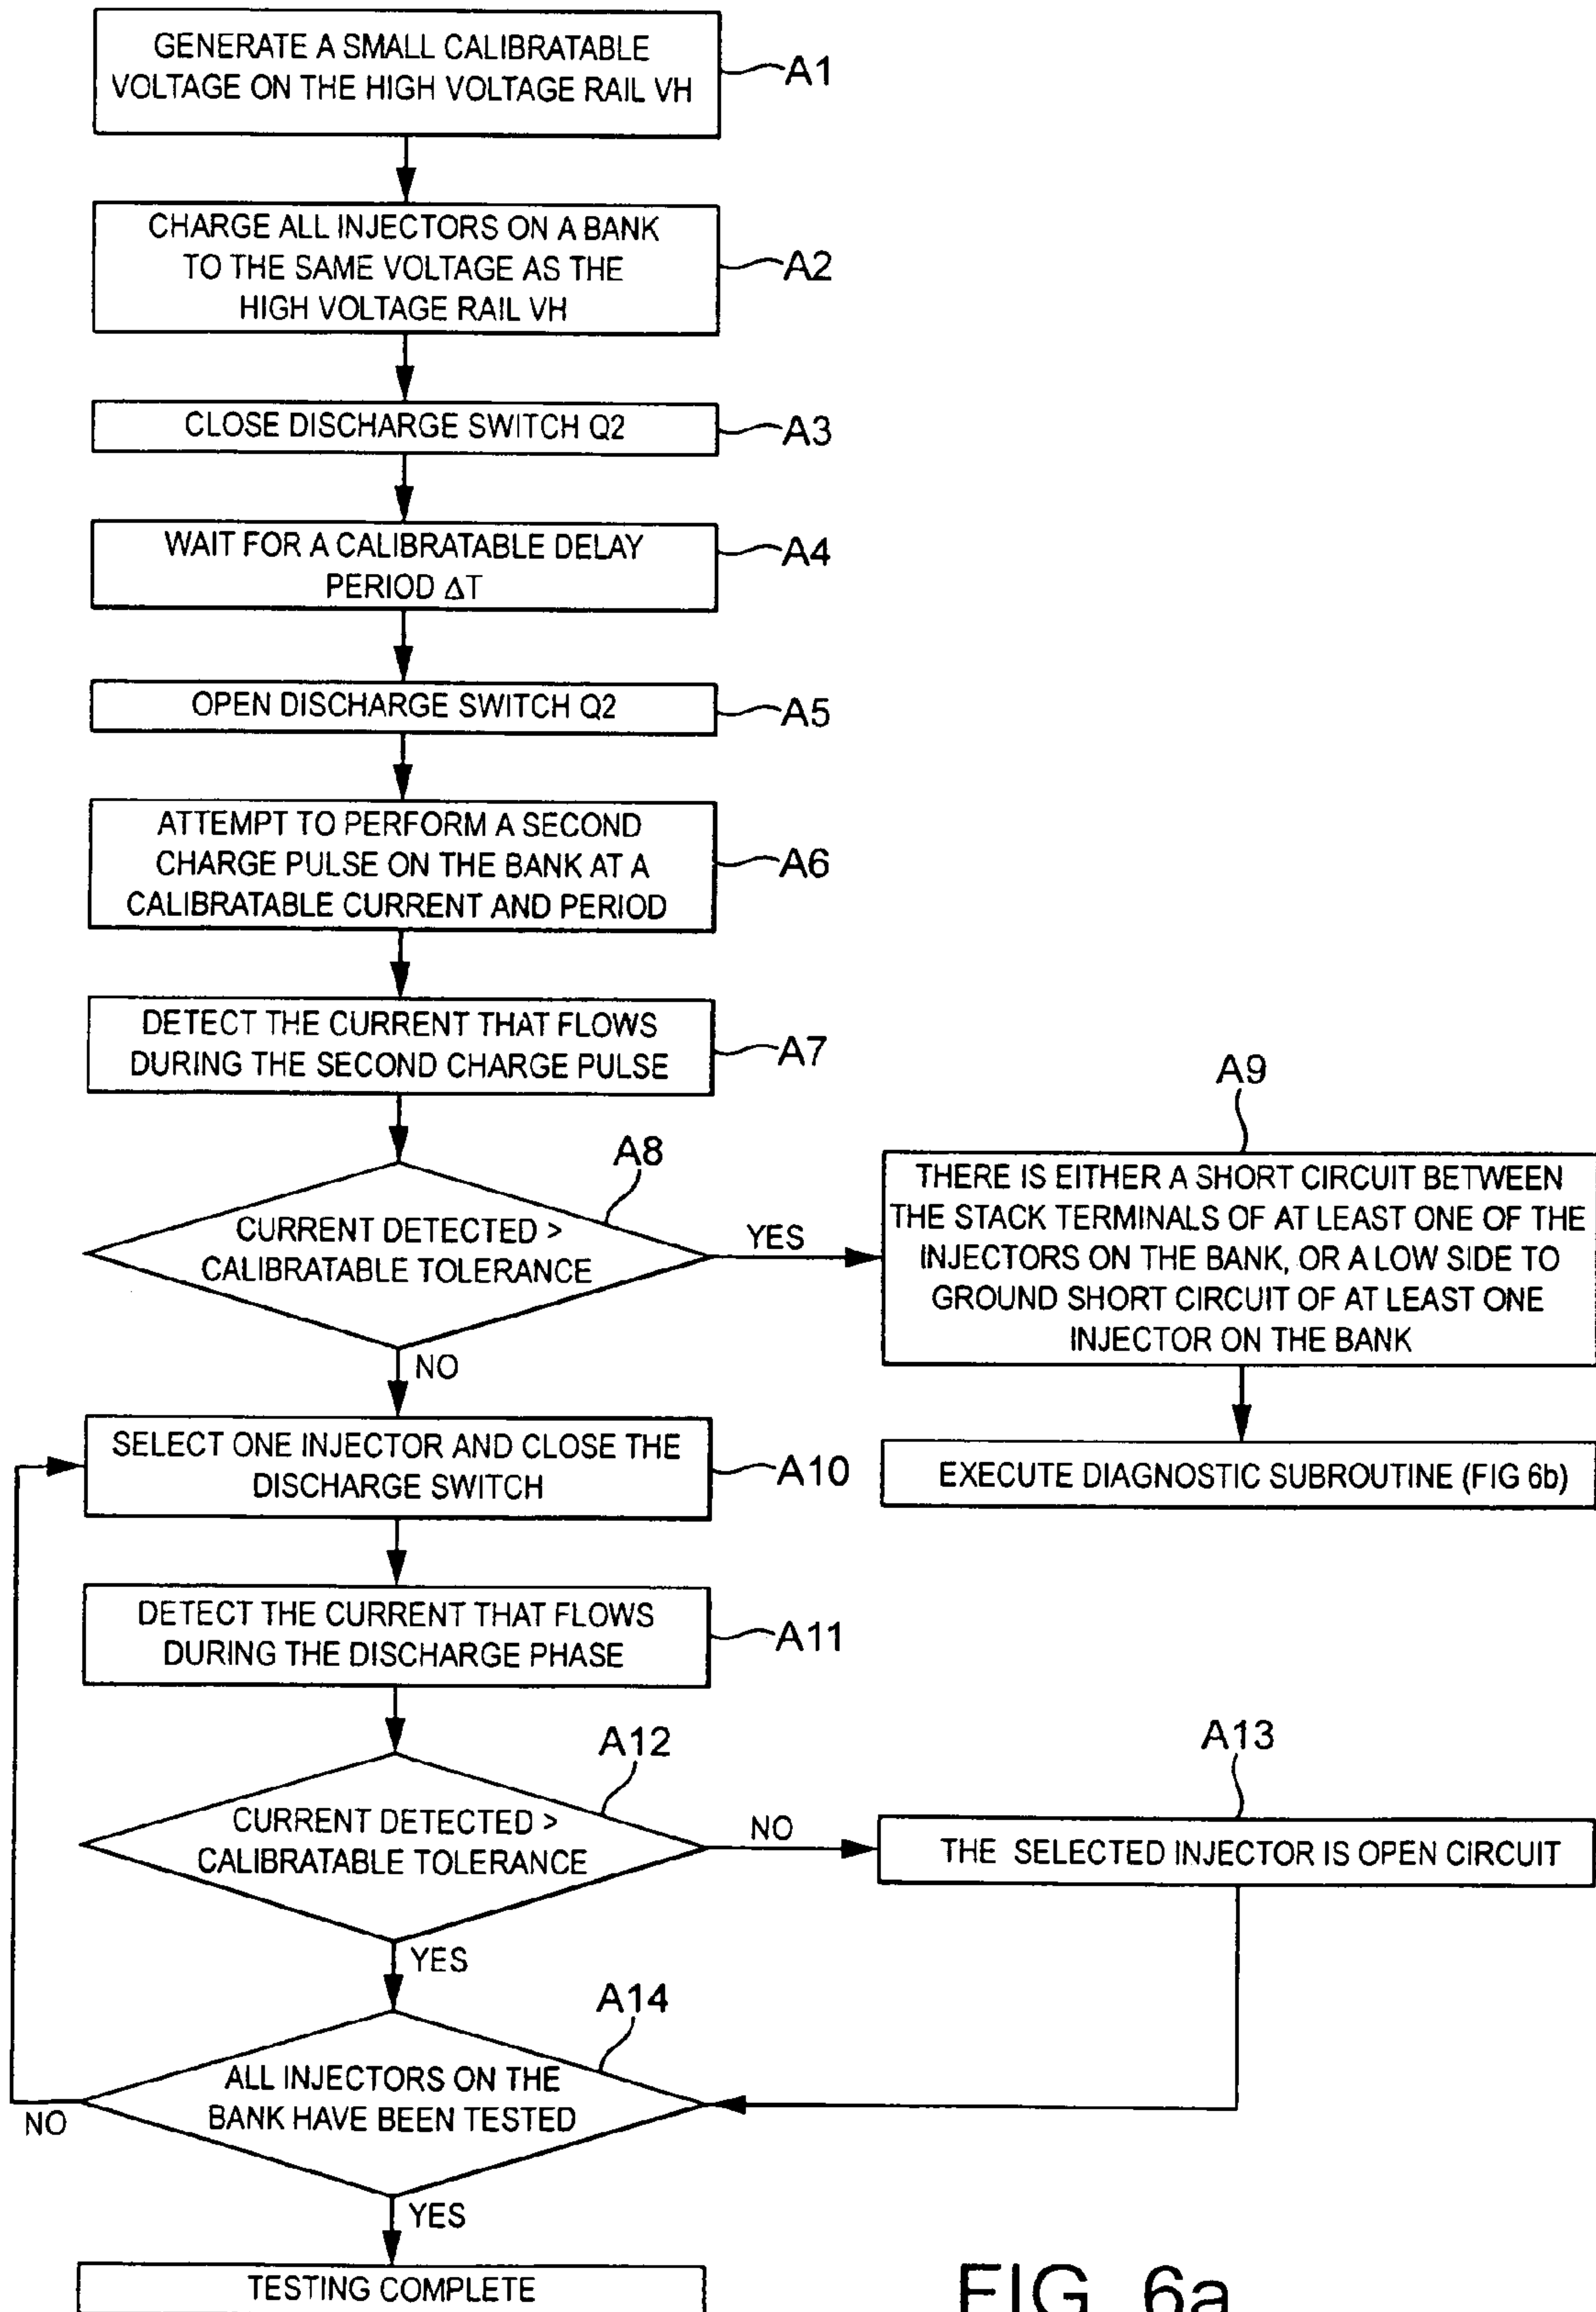 GENERATE A SMALL CALIBRATABLE
VOLTAGE ON THE HIGH VOLTAGE RAIL VH
A1
CHARGE ALL INJECTORS ON A BANK
TO THE SAME VOLTAGE AS THE
HIGH VOLTAGE RAIL VH
A2
CLOSE DISCHARGE SWITCH Q2
A3
WAIT FOR A CALIBRATABLE DELAY
PERIOD ΔT
A4
OPEN DISCHARGE SWITCH Q2
A5
ATTEMPT TO PERFORM A SECOND
CHARGE PULSE ON THE BANK AT A
CALIBRATABLE CURRENT AND PERIOD
A6
DETECT THE CURRENT THAT FLOWS
DURING THE SECOND CHARGE PULSE
A7
A8
CURRENT DETECTED >
CALIBRATABLE TOLERANCE
YES
NO
A9
THERE IS EITHER A SHORT CIRCUIT BETWEEN
THE STACK TERMINALS OF AT LEAST ONE OF THE
INJECTORS ON THE BANK, OR A LOW SIDE TO
GROUND SHORT CIRCUIT OF AT LEAST ONE
INJECTOR ON THE BANK
EXECUTE DIAGNOSTIC SUBROUTINE (FIG 6b)
SELECT ONE INJECTOR AND CLOSE THE
DISCHARGE SWITCH
A10
DETECT THE CURRENT THAT FLOWS
DURING THE DISCHARGE PHASE
A11
A12
CURRENT DETECTED >
CALIBRATABLE TOLERANCE
NO
YES
A13
THE SELECTED INJECTOR IS OPEN CIRCUIT
A14
ALL INJECTORS ON THE
BANK HAVE BEEN TESTED
NO
YES
TESTING COMPLETE
FIG 6a